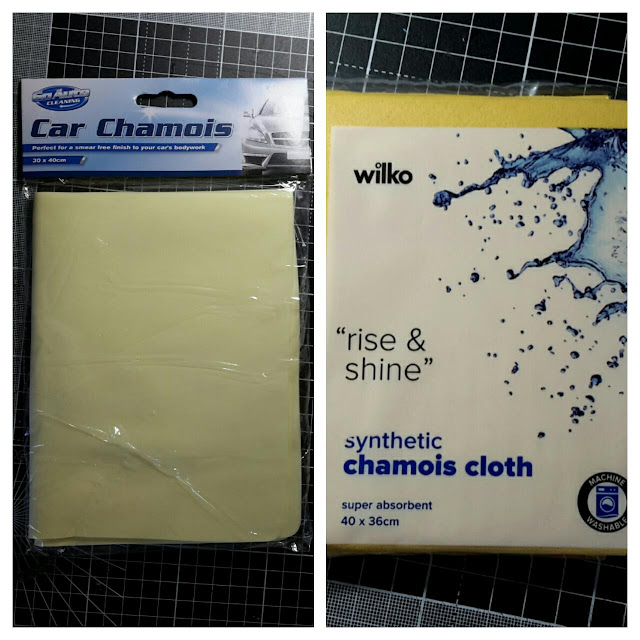 En Auto
CLEANING
Car Chamois
Perfect for a smear free finish to your car's bodywork
30 x 40cm
wilko
"rise &
shine"
synthetic
chamois cloth
super absorbent
40 x 36cm
MACHINE
WASHABLE